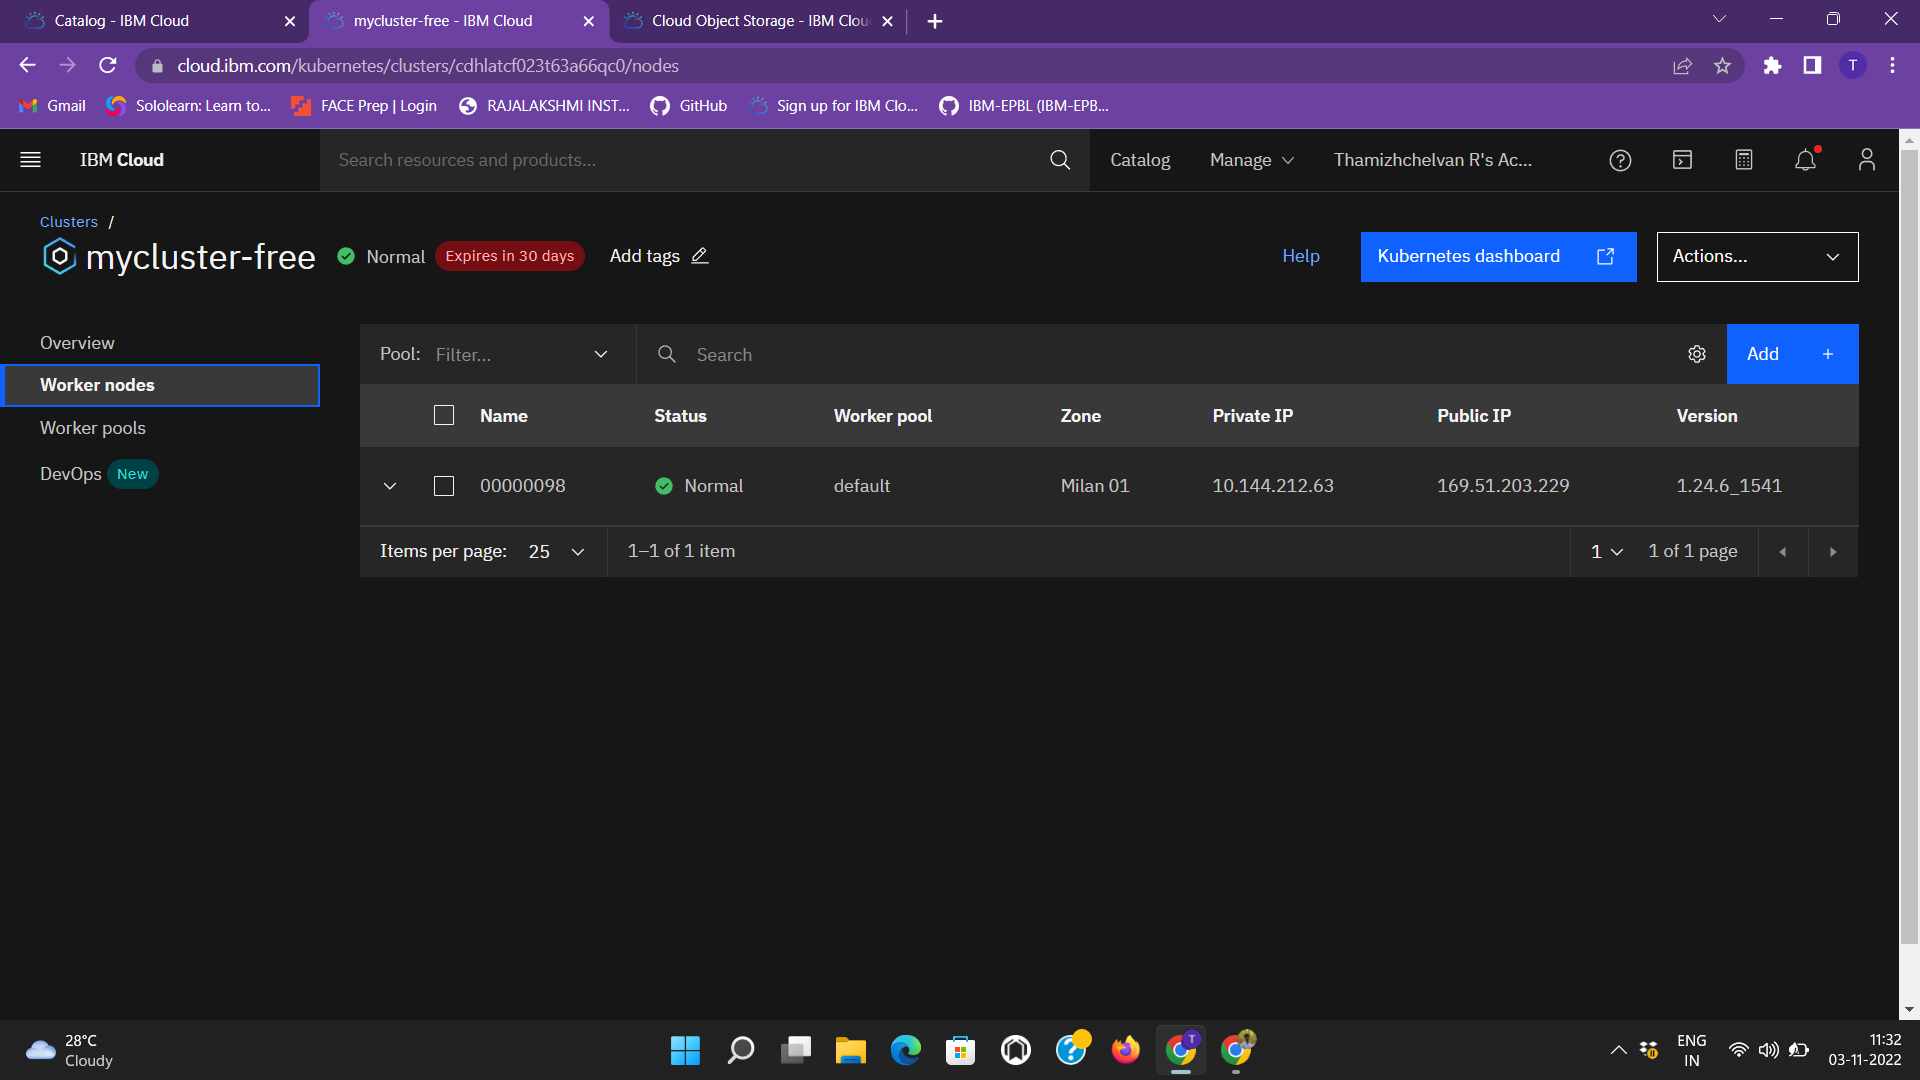 Catalog - IBM Cloud
mycluster-free - IBM Cloud
Cloud Object Storage - IBM Clou
cloud.ibm.com/kubernetes/clusters/cdhlatcf023t63a66qc0/nodes
T
Gmail
Sololearn: Learn to...
FACE Prep | Login
RAJALAKSHMI INST...
GitHub
Sign up for IBM Clo...
IBM-EPBL (IBM-EPB...
IBM Cloud
Search resources and products...
Catalog
Manage
Thamizhchelvan R's Ac...
Clusters /
mycluster-free
Normal
Expires in 30 days
Add tags
Help
Kubernetes dashboard
Actions...
Overview
Worker nodes
Worker pools
DevOps New
Pool: Filter...
Search
Add +
Name Status Worker pool Zone Private IP Public IP Version
00000098 Normal default Milan 01 10.144.212.63 169.51.203.229 1.24.6_1541
Items per page: 25
1–1 of 1 item
1
1 of 1 page
28°C
Cloudy
T
ENG
IN
11:32
03-11-2022